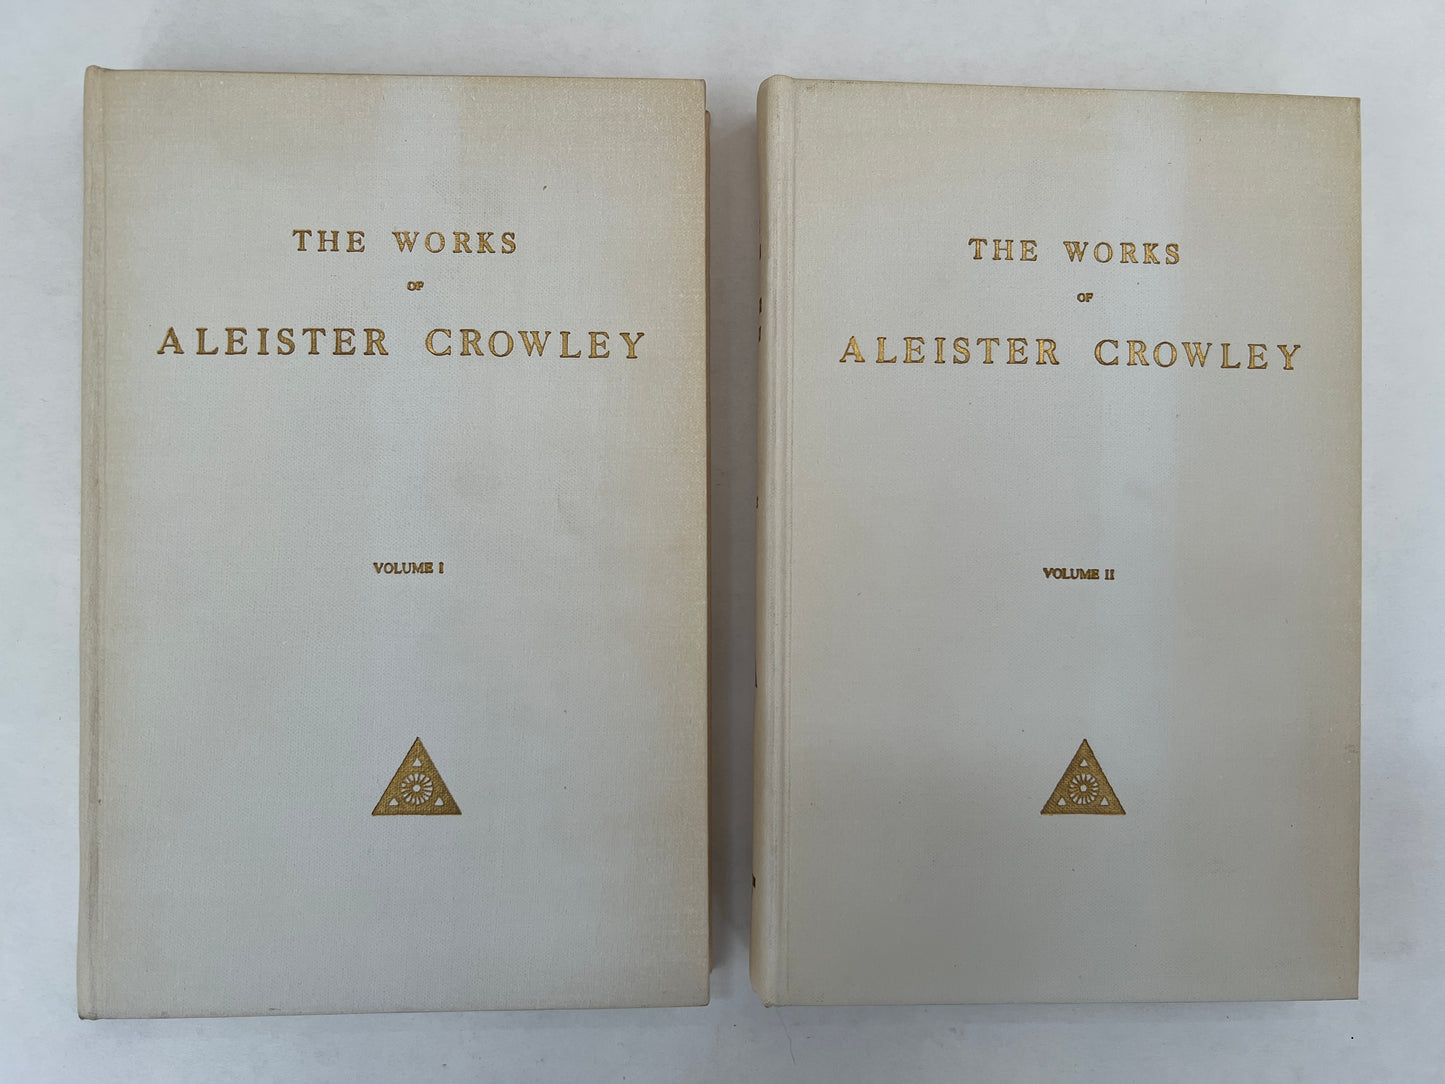 THE WORKS
OF
ALEISTER CROWLEY
VOLUME I
THE WORKS
OF
ALEISTER CROWLEY
VOLUME II